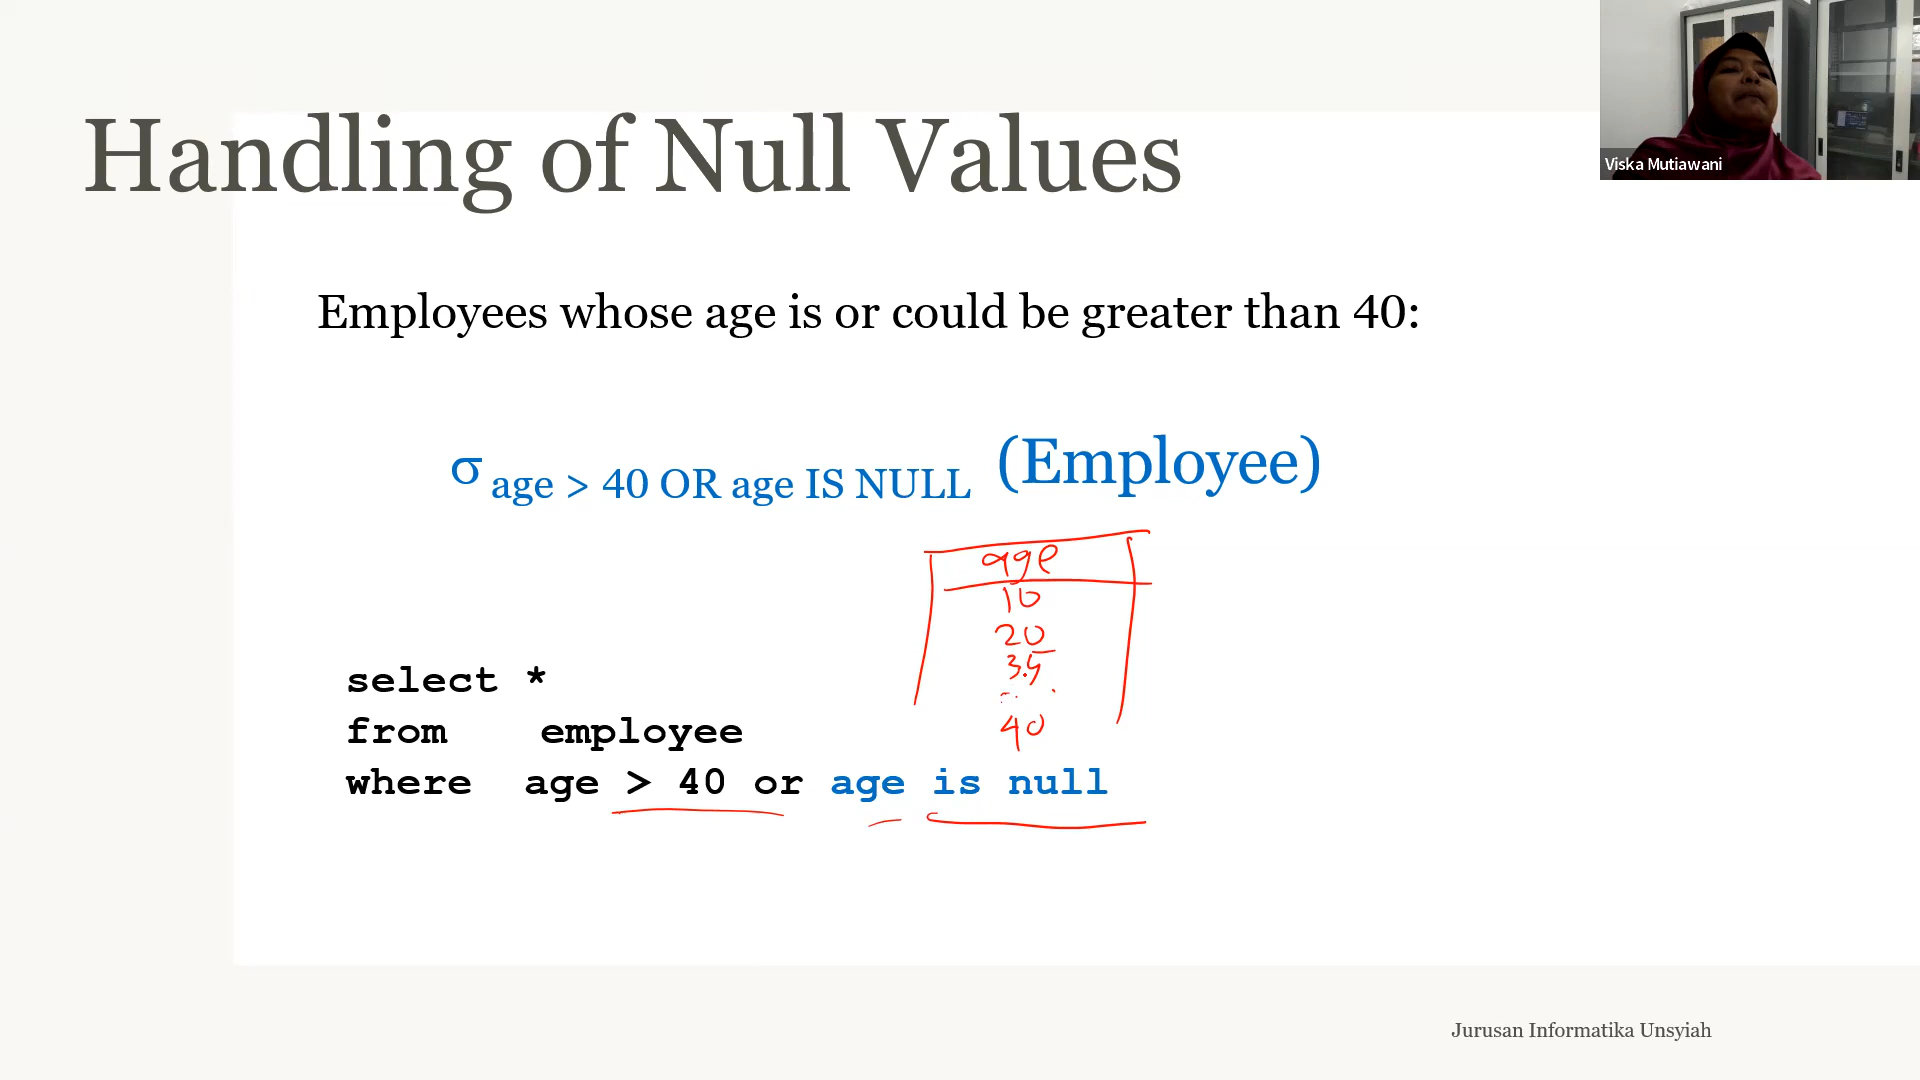 Handling of Null Values
Viska Mutiawani
Employees whose age is or could be greater than 40:
σ age > 40 OR age IS NULL (Employee)
age
10
20
35
40
select *
from employee
where age > 40 or age is null
Jurusan Informatika Unsyiah